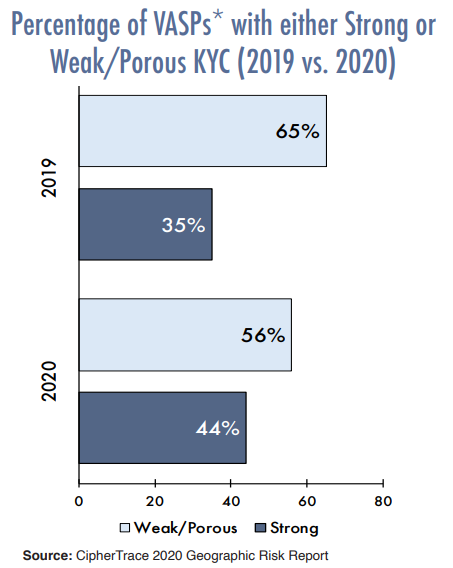 Percentage of VASPs* with either Strong or
Weak/Porous KYC (2019 vs. 2020)
2019
65%
35%
2020
56%
44%
0 20 40 60 80
Weak/Porous Strong
Source: CipherTrace 2020 Geographic Risk Report